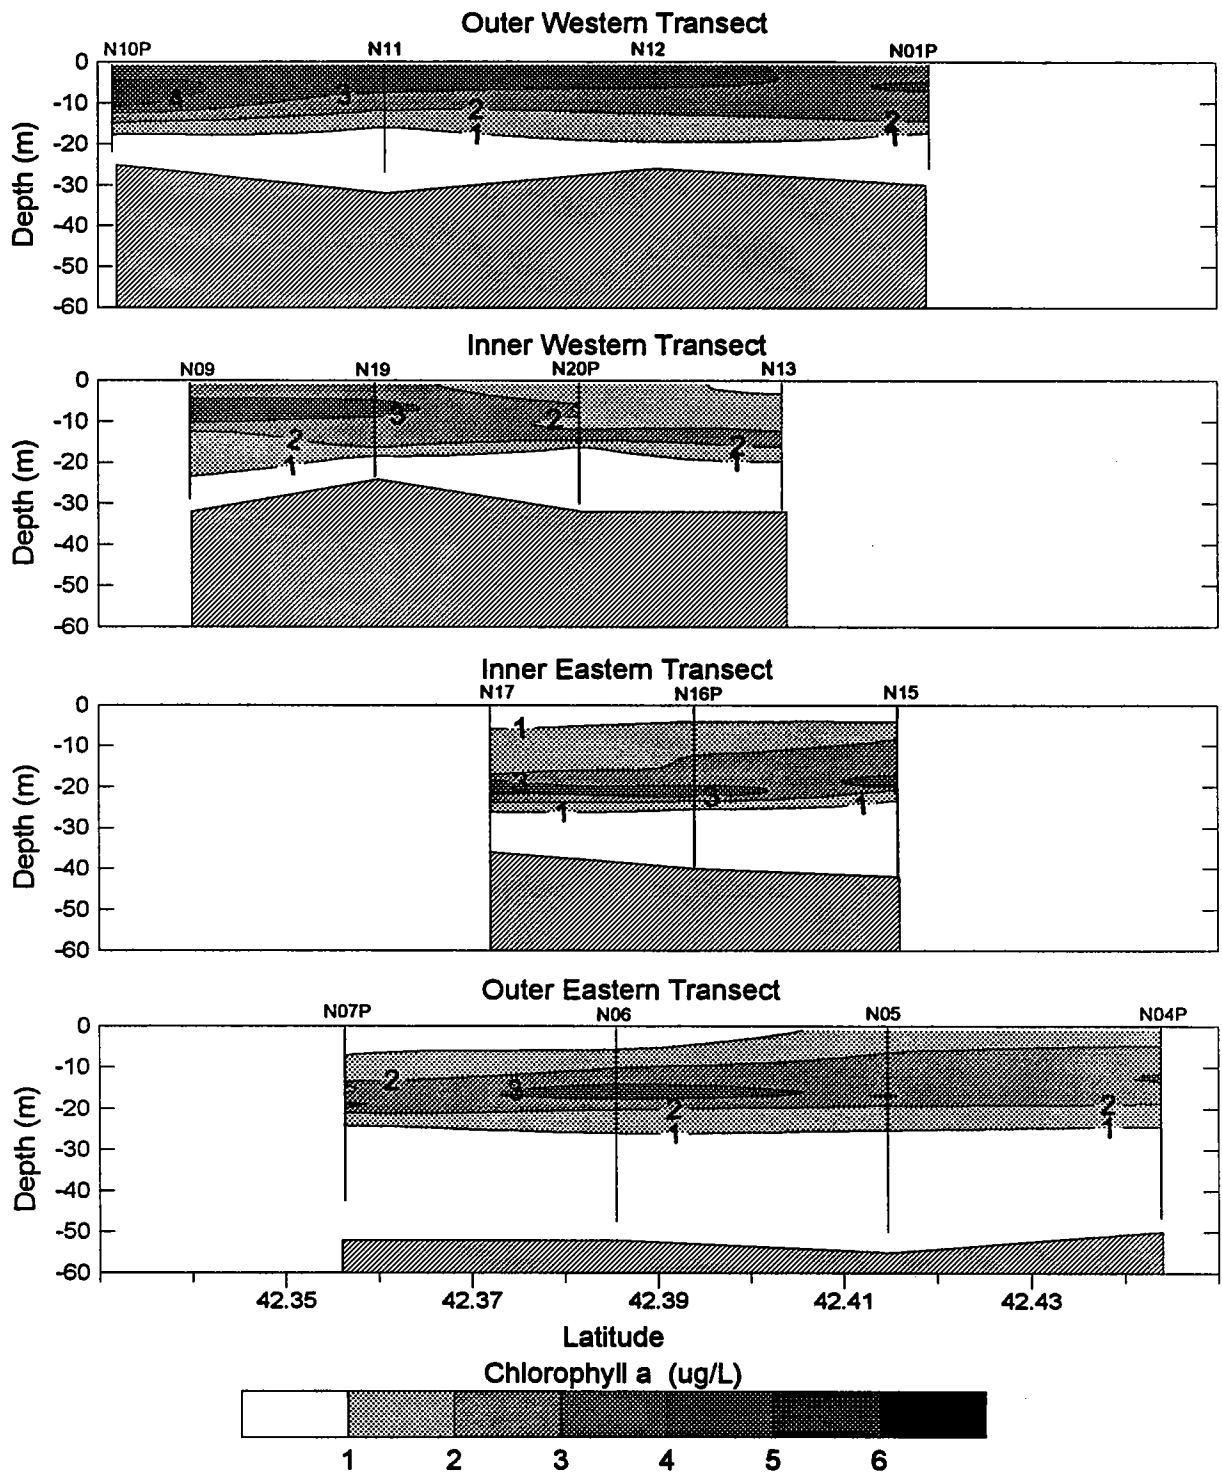 Outer Western Transect
N10P N11 N12 N01P
0
-10
-20
-30
-40
-50
-60
Depth (m)
4 3 2 1 2 1
Inner Western Transect
N09 N19 N20P N13
0
-10
-20
-30
-40
-50
-60
Depth (m)
3 2 2 2 1 1
Inner Eastern Transect
N17 N16P N15
0
-10
-20
-30
-40
-50
-60
Depth (m)
1 3 3 1 1
Outer Eastern Transect
N07P N06 N05 N04P
0
-10
-20
-30
-40
-50
-60
Depth (m)
2 3 2 2 1 1
42.35 42.37 42.39 42.41 42.43
Latitude
Chlorophyll a (ug/L)
1 2 3 4 5 6